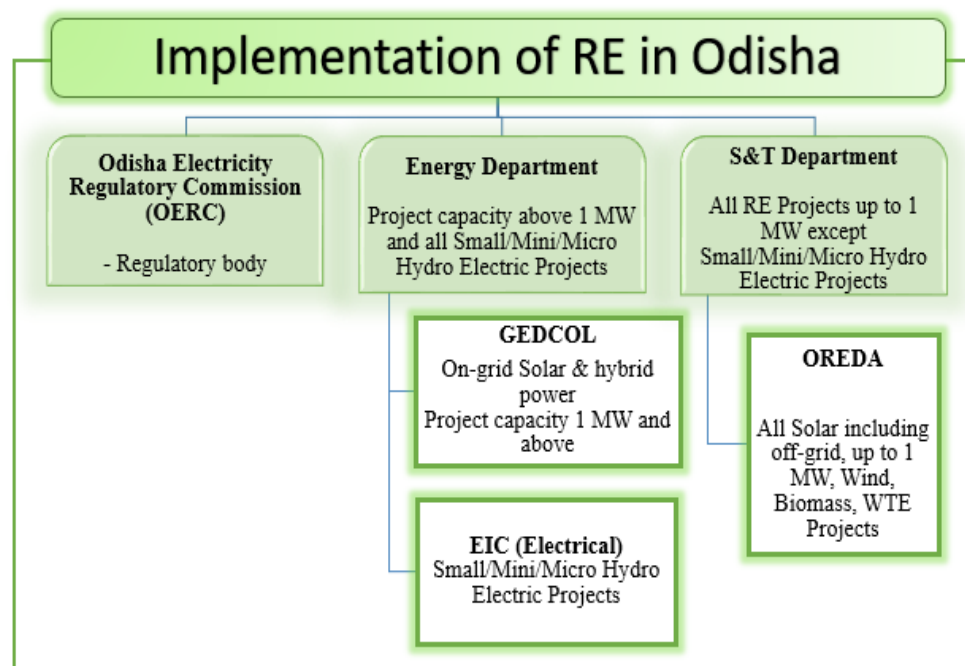 Implementation of RE in Odisha
Odisha Electricity
Regulatory Commission
(OERC)
- Regulatory body
Energy Department
Project capacity above 1 MW
and all Small/Mini/Micro
Hydro Electric Projects
S&T Department
All RE Projects up to 1
MW except
Small/Mini/Micro Hydro
Electric Projects
GEDCOL
On-grid Solar & hybrid
power
Project capacity 1 MW and
above
EIC (Electrical)
Small/Mini/Micro Hydro
Electric Projects
OREDA
All Solar including
off-grid, up to 1
MW, Wind,
Biomass, WTE
Projects